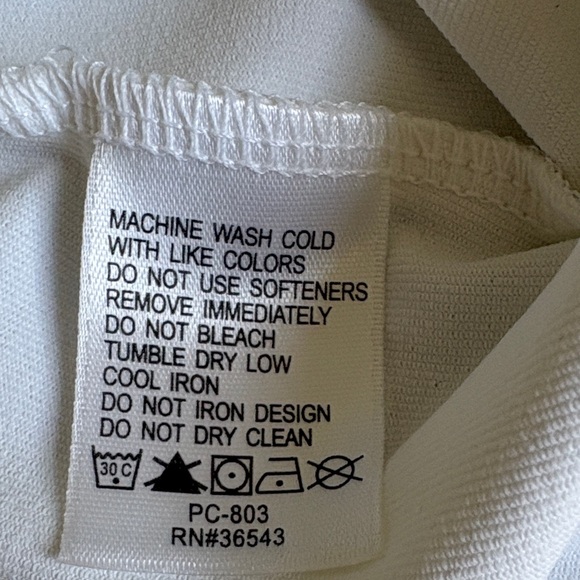 MACHINE WASH COLD
WITH LIKE COLORS
DO NOT USE SOFTENERS
REMOVE IMMEDIATELY
DO NOT BLEACH
TUMBLE DRY LOW
COOL IRON
DO NOT IRON DESIGN
DO NOT DRY CLEAN
30 C
PC-803
RN#36543